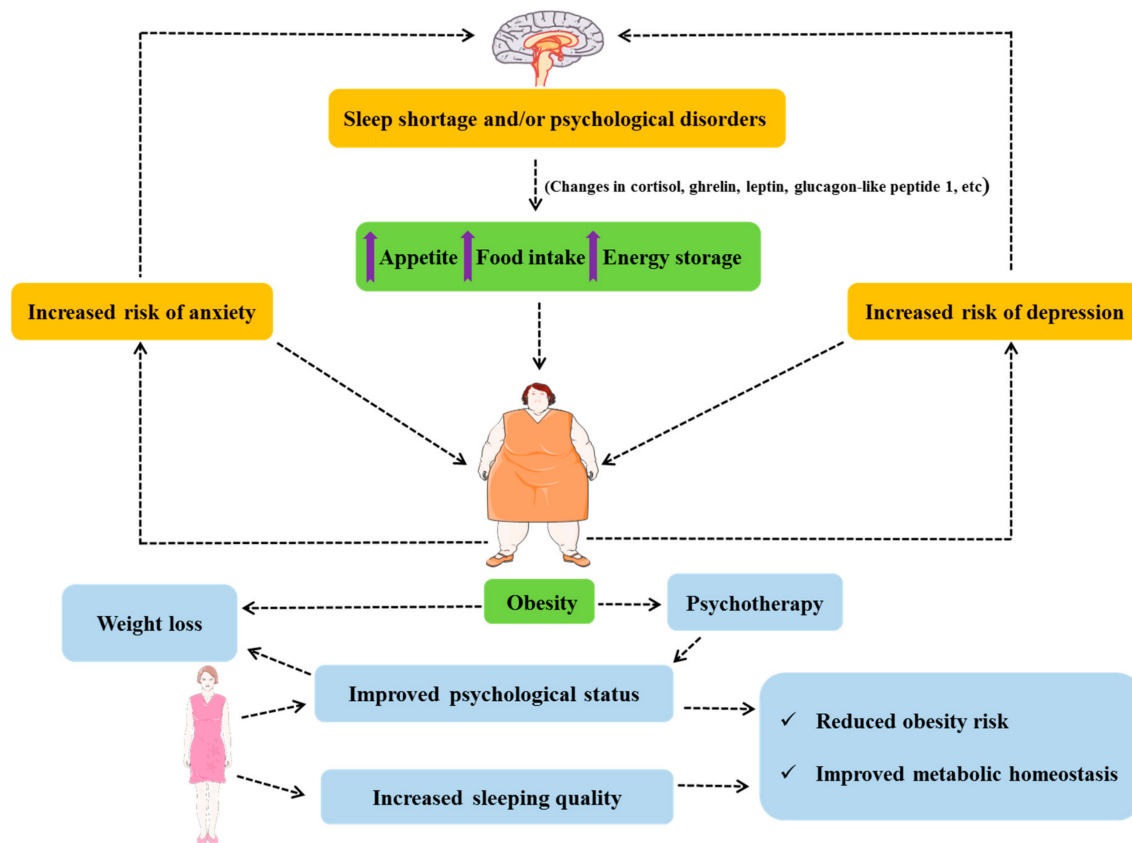 Sleep shortage and/or psychological disorders
(Changes in cortisol, ghrelin, leptin, glucagon-like peptide 1, etc)
Appetite Food intake Energy storage
Increased risk of anxiety
Increased risk of depression
Obesity
Psychotherapy
Weight loss
Improved psychological status
✓ Reduced obesity risk
✓ Improved metabolic homeostasis
Increased sleeping quality